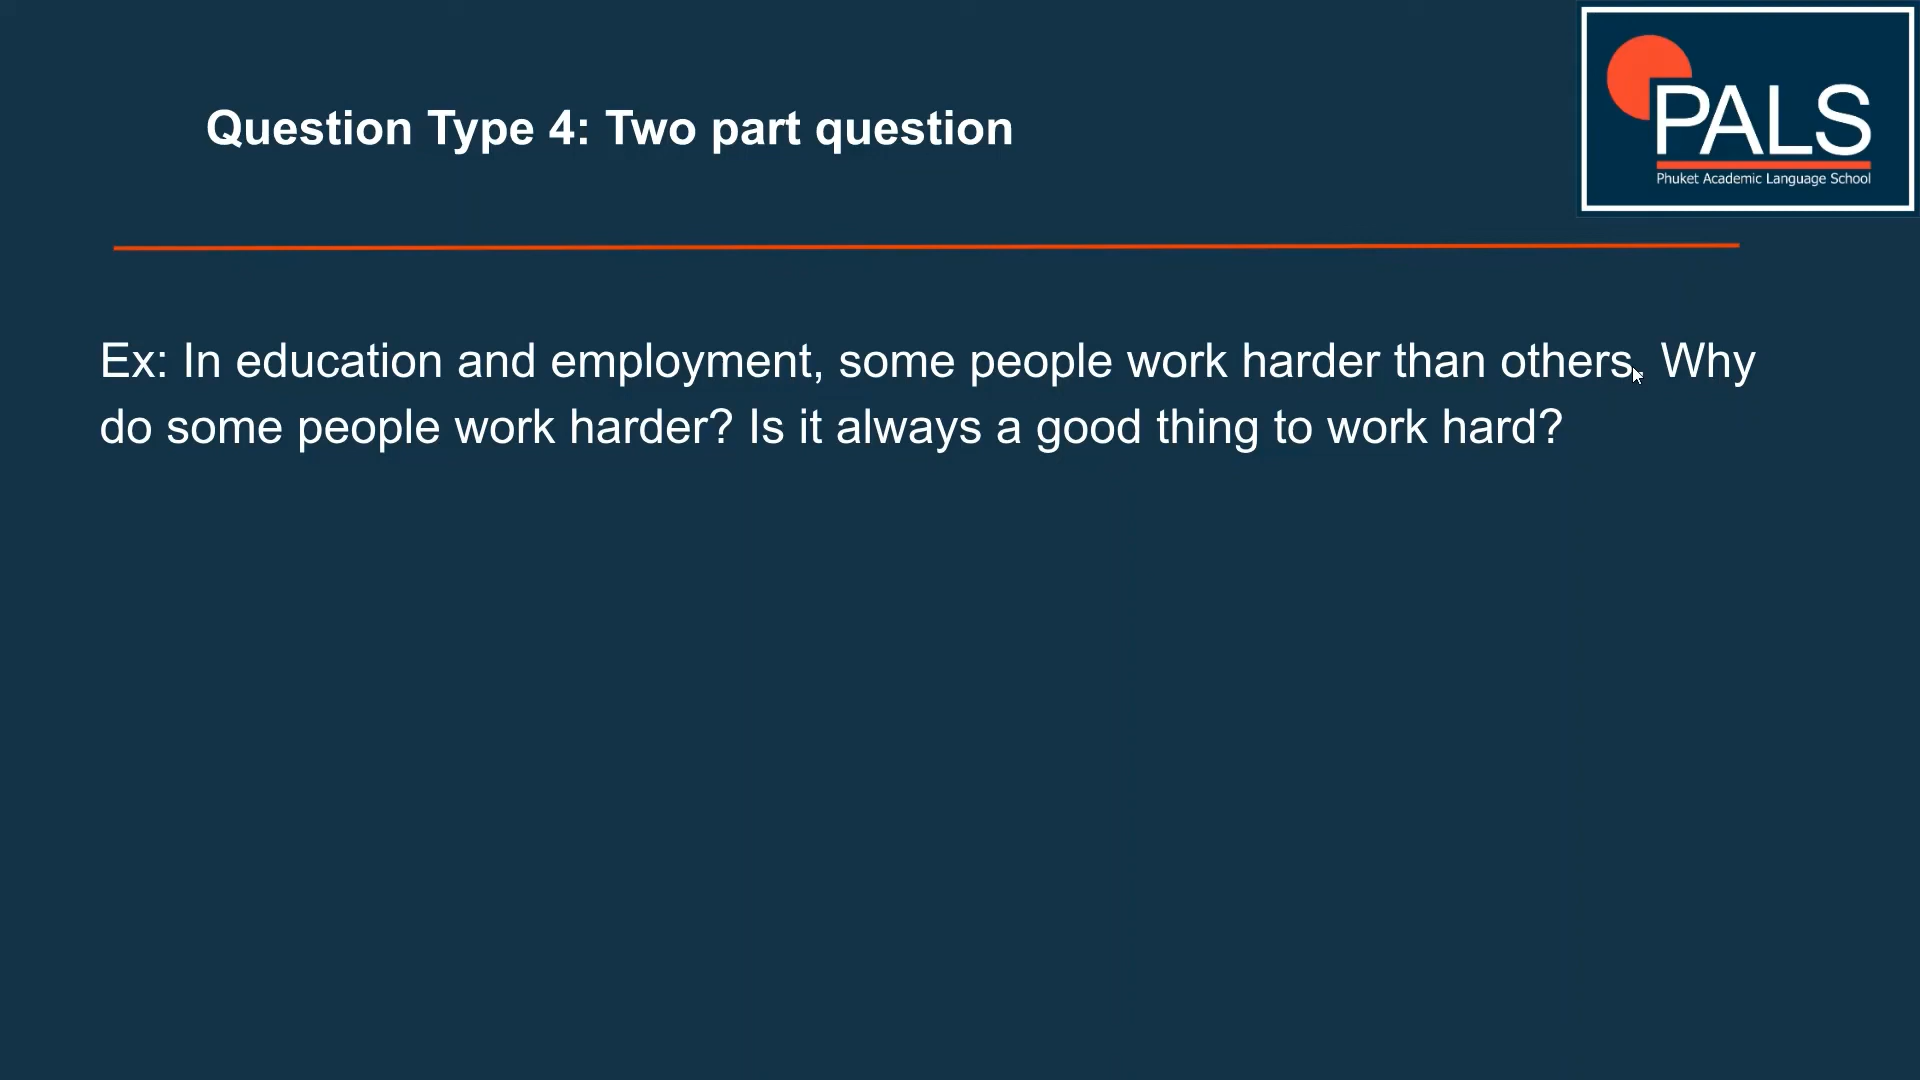 Question Type 4: Two part question
PALS
Phuket Academic Language School
Ex: In education and employment, some people work harder than others. Why
do some people work harder? Is it always a good thing to work hard?